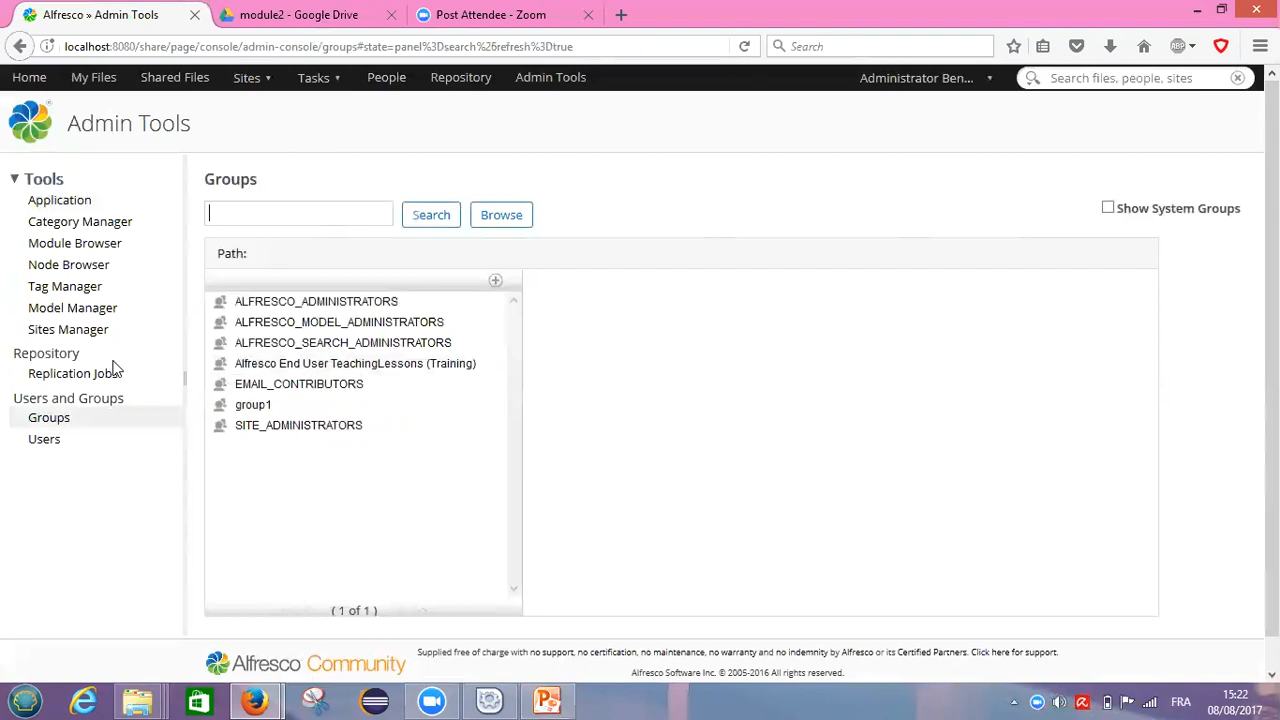 Alfresco » Admin Tools
module2 - Google Drive
Post Attendee - Zoom
localhost:8080/share/page/console/admin-console/groups#state=panel%3Dsearch%26refresh%3Dtrue
Search
ABP
Home
My Files
Shared Files
Sites
Tasks
People
Repository
Admin Tools
Administrator Ben...
Search files, people, sites
Admin Tools
Tools
Application
Category Manager
Module Browser
Node Browser
Tag Manager
Model Manager
Sites Manager
Repository
Replication Jobs
Users and Groups
Groups
Users
Groups
Search
Browse
Show System Groups
Path:
ALFRESCO_ADMINISTRATORS
ALFRESCO_MODEL_ADMINISTRATORS
ALFRESCO_SEARCH_ADMINISTRATORS
Alfresco End User TeachingLessons (Training)
EMAIL_CONTRIBUTORS
group1
SITE_ADMINISTRATORS
( 1 of 1 )
Alfresco Community
Supplied free of charge with no support, no certification, no maintenance, no warranty and no indemnity by Alfresco or its Certified Partners. Click here for support.
Alfresco Software Inc. © 2005-2016 All rights reserved.
FRA
15:22
08/08/2017